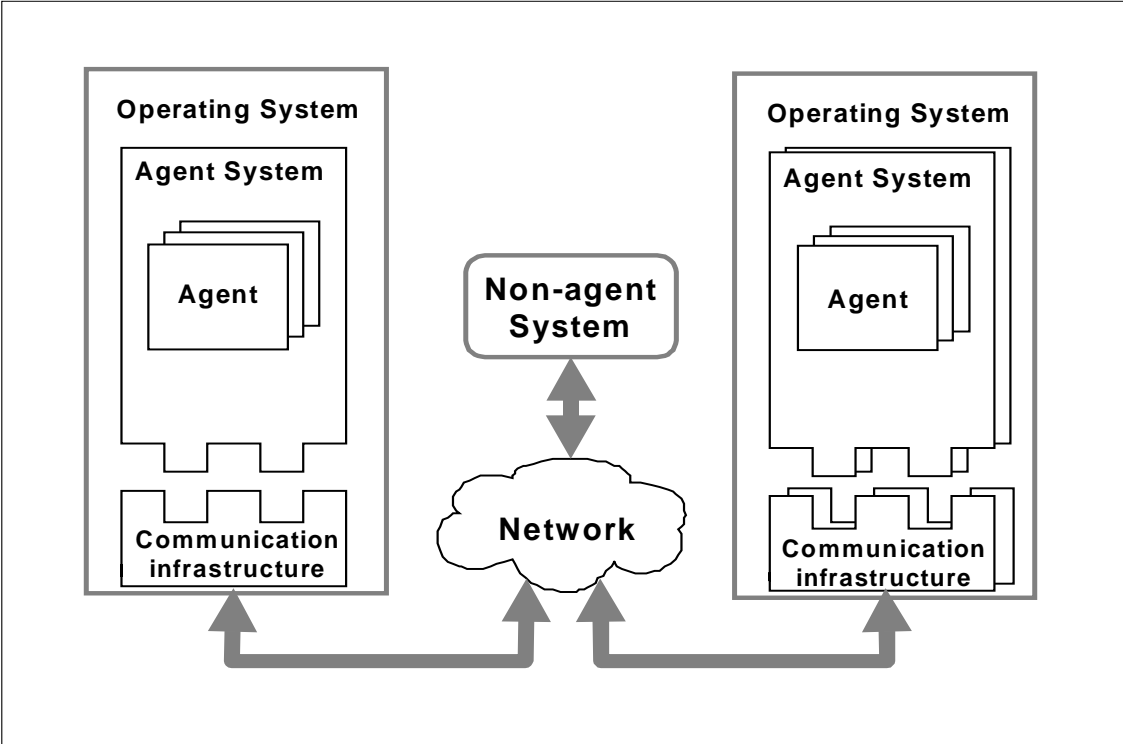 Operating System
Agent System
Agent
Communication
infrastructure
Non-agent
System
Network
Operating System
Agent System
Agent
Communication
infrastructure